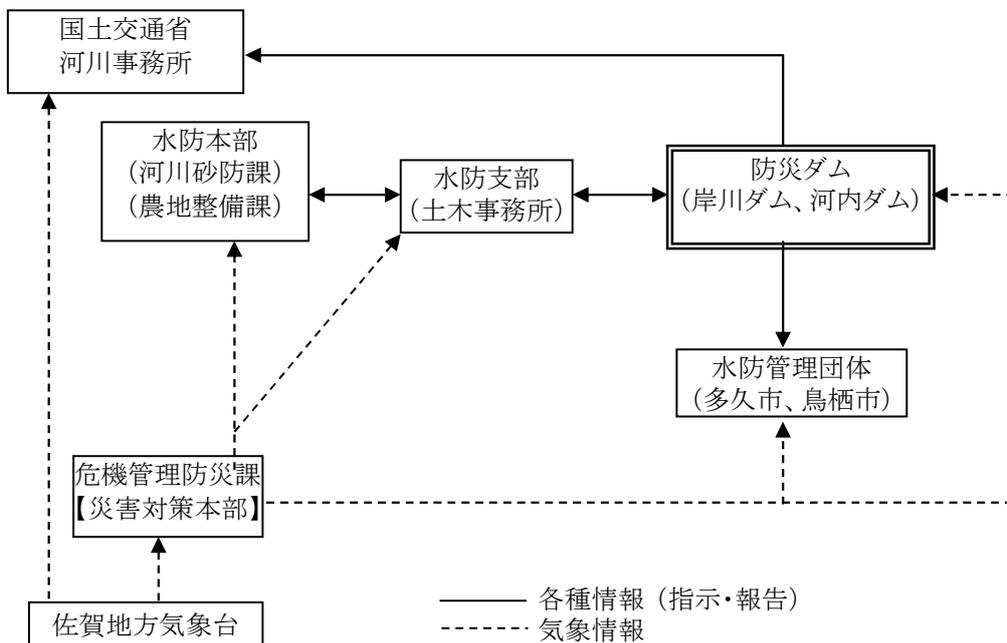 国土交通省
河川事務所
水防本部
（河川砂防課）
（農地整備課）
水防支部
（土木事務所）
防災ダム
（岸川ダム、河内ダム）
水防管理団体
（多久市、鳥栖市）
危機管理防災課
【災害対策本部】
佐賀地方気象台
各種情報（指示・報告）
気象情報